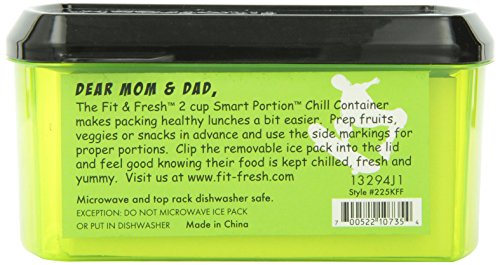 DEAR MOM & DAD,
The Fit & Fresh™ 2 cup Smart Portion™ Chill Container
makes packing healthy lunches a bit easier. Prep fruits,
veggies or snacks in advance and use the side markings for
proper portions. Clip the removable ice pack into the lid
and feel good knowing their food is kept chilled, fresh and
yummy. Visit us at www.fit-fresh.com
13294J1
Style #225KFF
Microwave and top rack dishwasher safe.
EXCEPTION: DO NOT MICROWAVE ICE PACK
OR PUT IN DISHWASHER Made in China
7 00522 10735 4